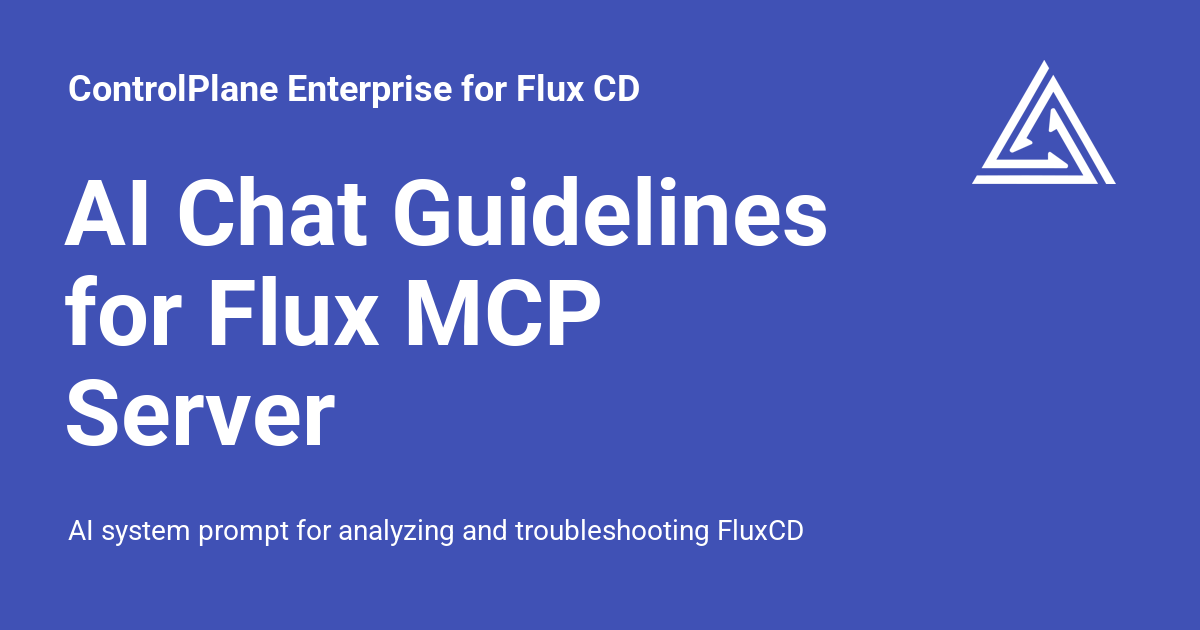 ControlPlane Enterprise for Flux CD
AI Chat Guidelines
for Flux MCP
Server
AI system prompt for analyzing and troubleshooting FluxCD